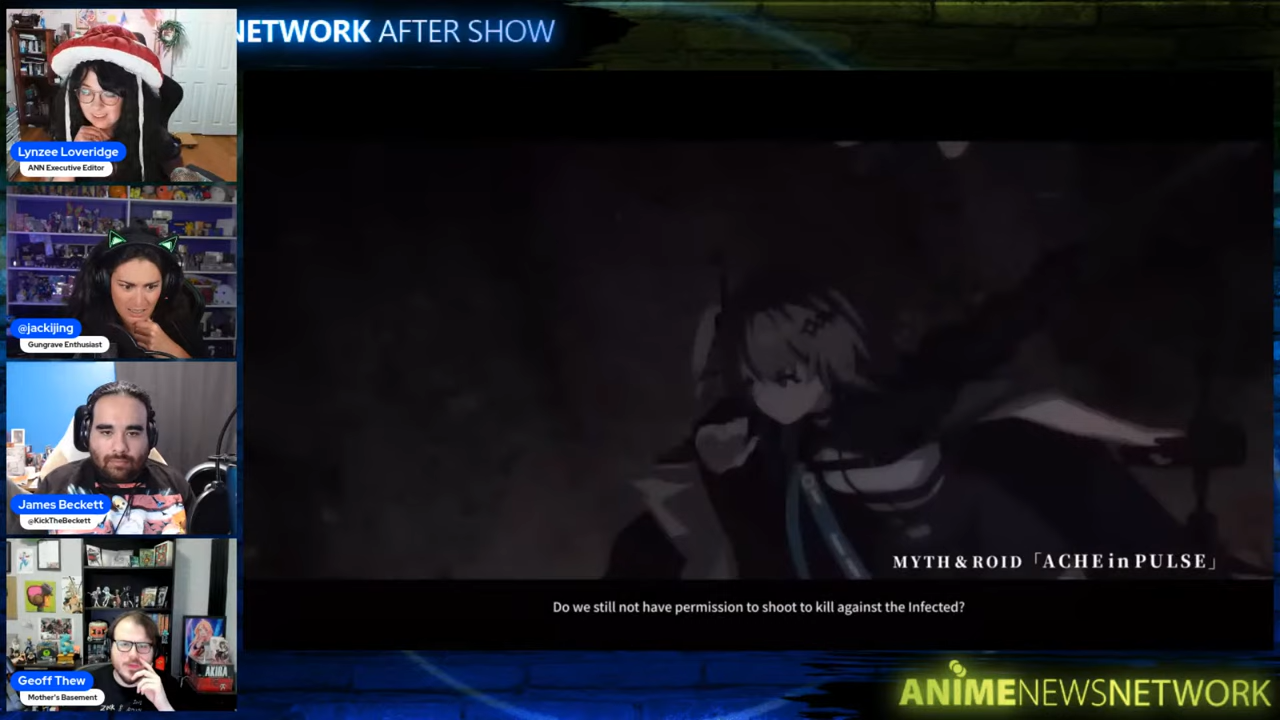 NETWORK AFTER SHOW
Lynzee Loveridge
ANN Executive Editor
@jackijing
Gungrave Enthusiast
James Beckett
@KickTheBeckett
Geoff Thew
Mother's Basement
AKIRA
MYTH & ROID「ACHE in PULSE」
Do we still not have permission to shoot to kill against the Infected?
ANIMENEWSNETWORK